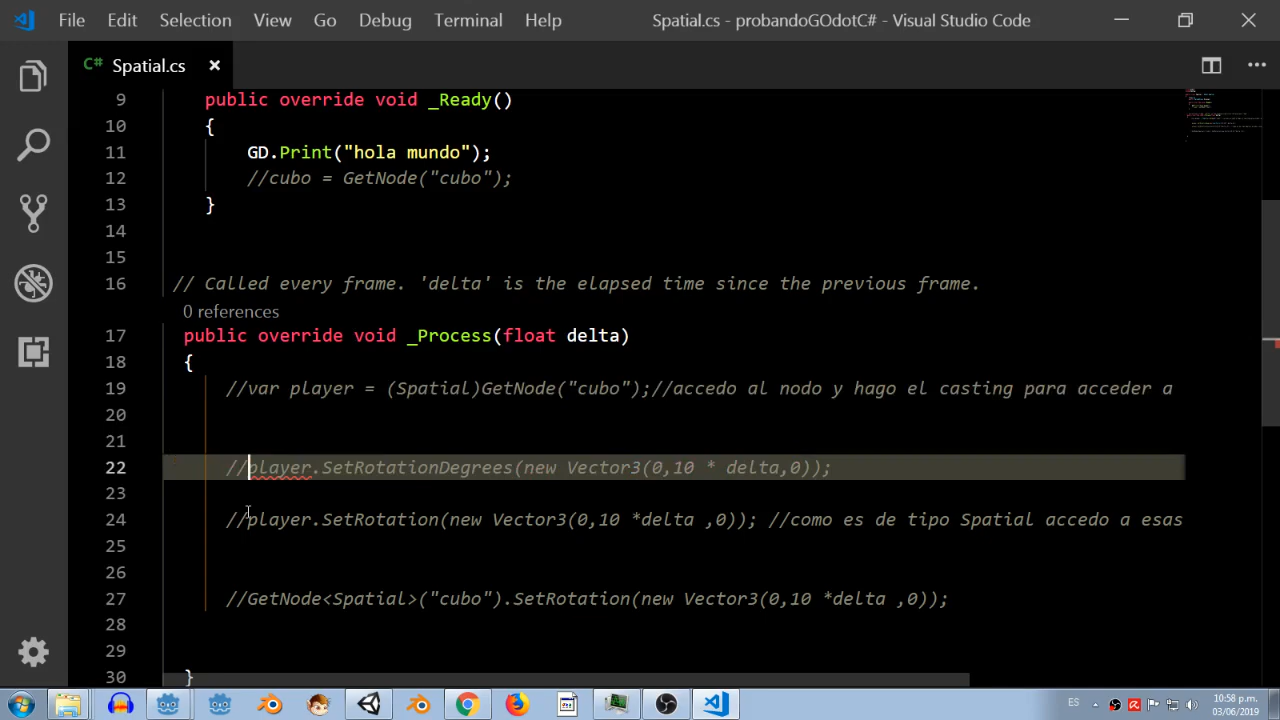 File Edit Selection View Go Debug Terminal Help Spatial.cs - probandoGOdotC# - Visual Studio Code
C# Spatial.cs ×
9 public override void _Ready()
10 {
11 GD.Print("hola mundo");
12 //cubo = GetNode("cubo");
13 }
14
15
16 // Called every frame. 'delta' is the elapsed time since the previous frame.
0 references
17 public override void _Process(float delta)
18 {
19 //var player = (Spatial)GetNode("cubo");//accedo al nodo y hago el casting para acceder a
20
21
22 //player.SetRotationDegrees(new Vector3(0,10 * delta,0));
23
24 //player.SetRotation(new Vector3(0,10 *delta ,0)); //como es de tipo Spatial accedo a esas
25
26
27 //GetNode<Spatial>("cubo").SetRotation(new Vector3(0,10 *delta ,0));
28
29
30 }
ES 10:58 p.m.
03/06/2019